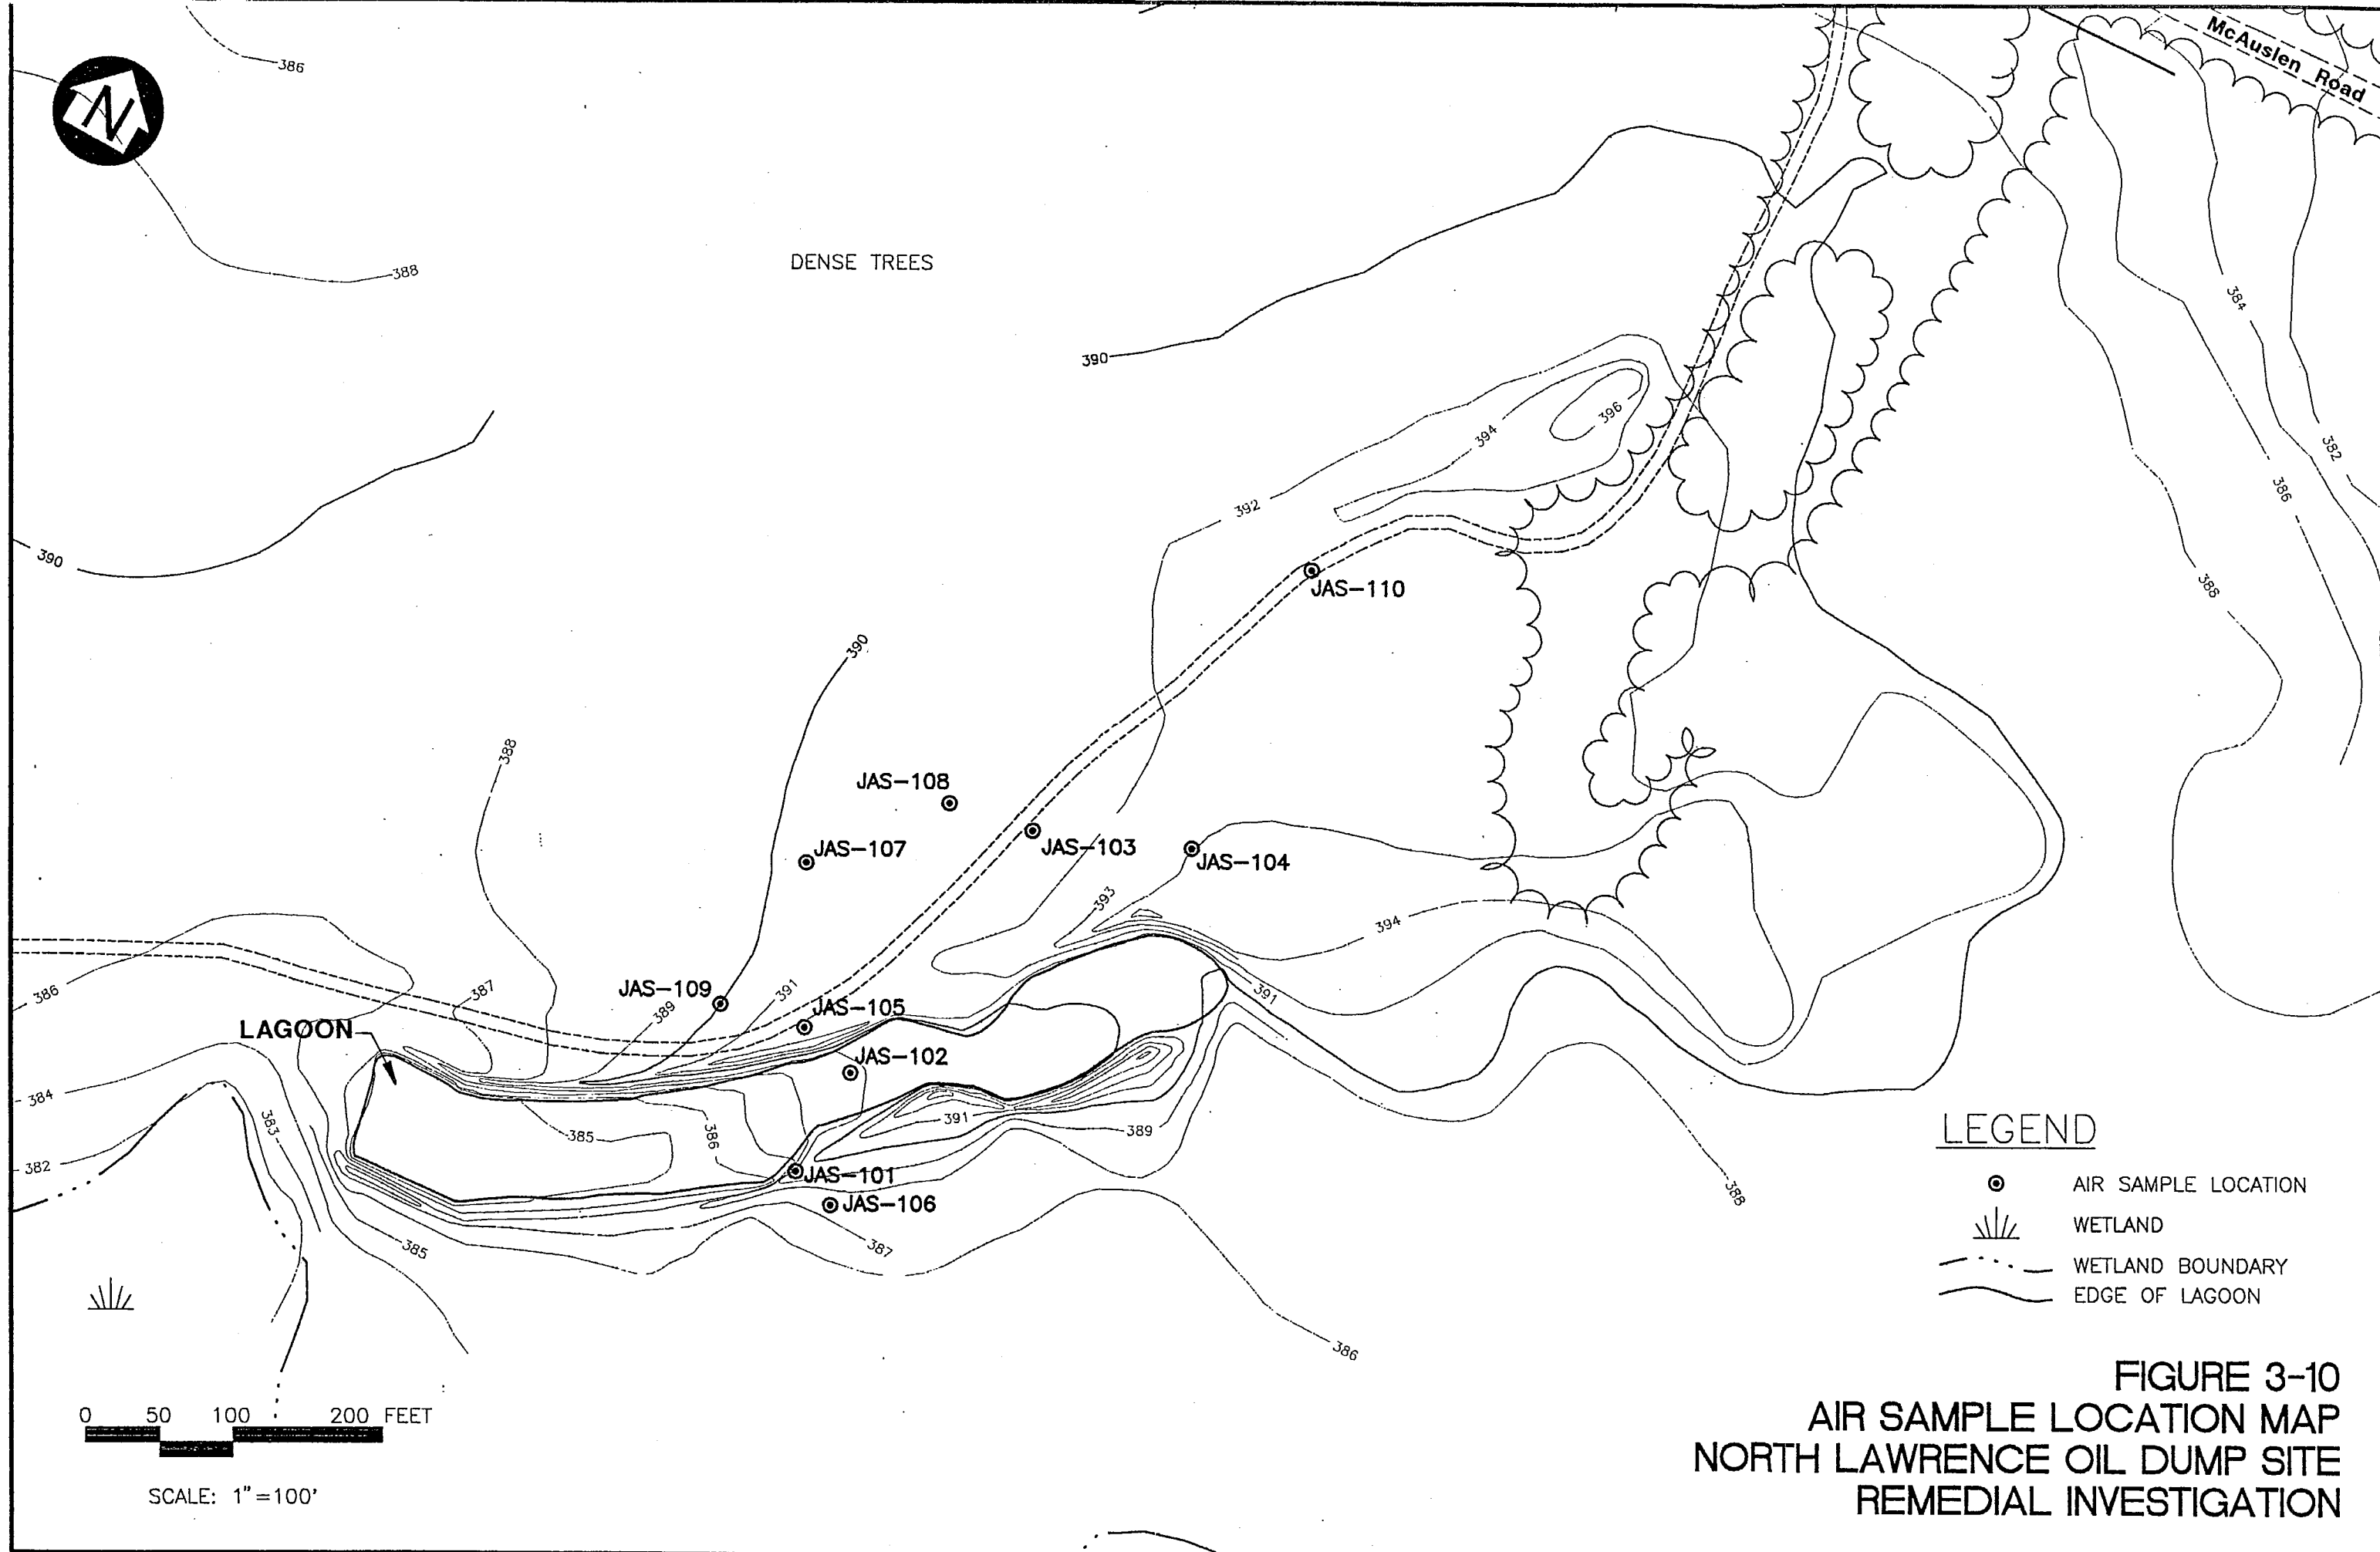 McAuslen Road
386
N
388
DENSE TREES
384
390
396
394
382
392
386
390
JAS-110
388
390
388
JAS-108
JAS-107
JAS-103
JAS-104
393
394
386
387
JAS-109
391
391
389
JAS-105
LAGOON
JAS-102
384
383
391
389
385
386
382
JAS-101
388
JAS-106
385
387
386
LEGEND
AIR SAMPLE LOCATION
WETLAND
WETLAND BOUNDARY
EDGE OF LAGOON
0 50 100 200 FEET
SCALE: 1"=100'
FIGURE 3-10
AIR SAMPLE LOCATION MAP
NORTH LAWRENCE OIL DUMP SITE
REMEDIAL INVESTIGATION